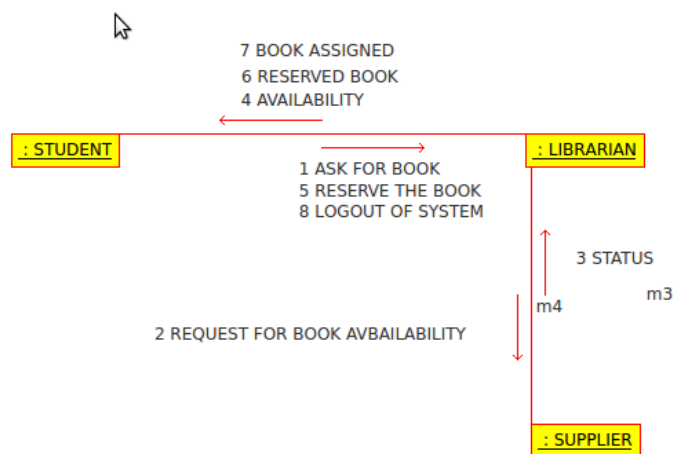 7 BOOK ASSIGNED
6 RESERVED BOOK
4 AVAILABILITY
: STUDENT
: LIBRARIAN
1 ASK FOR BOOK
5 RESERVE THE BOOK
8 LOGOUT OF SYSTEM
3 STATUS
m3
m4
2 REQUEST FOR BOOK AVBAILABILITY
: SUPPLIER